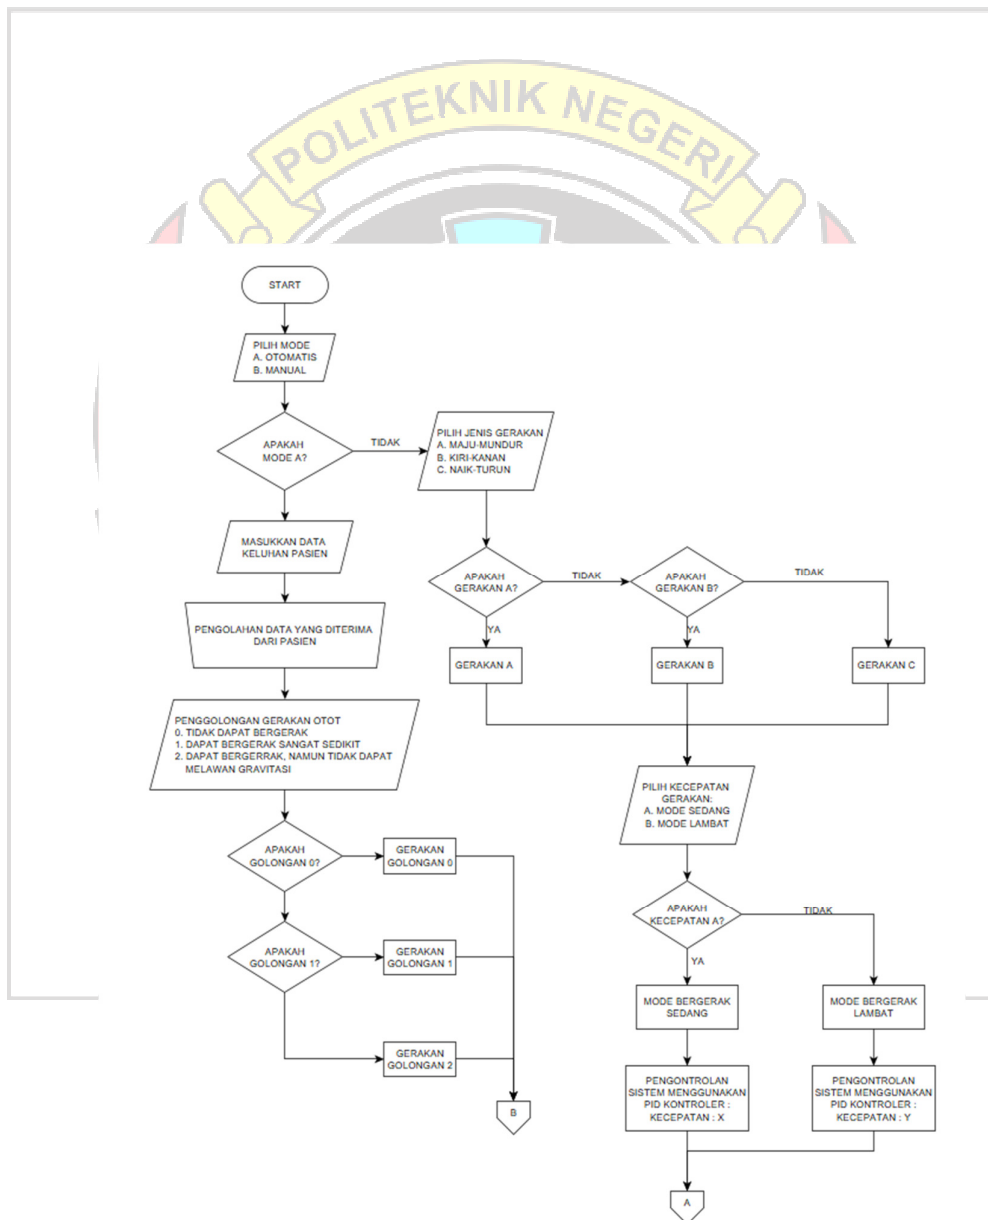 POLITEKNIK NEGERI
START
PILIH MODE
A. OTOMATIS
B. MANUAL
APAKAH
MODE A?
TIDAK
PILIH JENIS GERAKAN
A. MAJU-MUNDUR
B. KIRI-KANAN
C. NAIK-TURUN
MASUKKAN DATA
KELUHAN PASIEN
APAKAH
GERAKAN A?
TIDAK
APAKAH
GERAKAN B?
TIDAK
PENGOLAHAN DATA YANG DITERIMA
DARI PASIEN
YA
YA
GERAKAN A
GERAKAN B
GERAKAN C
PENGGOLONGAN GERAKAN OTOT
0. TIDAK DAPAT BERGERAK
1. DAPAT BERGERAK SANGAT SEDIKIT
2. DAPAT BERGERRAK, NAMUN TIDAK DAPAT
MELAWAN GRAVITASI
PILIH KECEPATAN
GERAKAN:
A. MODE SEDANG
B. MODE LAMBAT
APAKAH
GOLONGAN 0?
GERAKAN
GOLONGAN 0
APAKAH
KECEPATAN A?
TIDAK
YA
APAKAH
GOLONGAN 1?
GERAKAN
GOLONGAN 1
MODE BERGERAK
SEDANG
MODE BERGERAK
LAMBAT
GERAKAN
GOLONGAN 2
PENGONTROLAN
SISTEM MENGGUNAKAN
PID KONTROLER :
KECEPATAN : X
PENGONTROLAN
SISTEM MENGGUNAKAN
PID KONTROLER :
KECEPATAN : Y
B
A